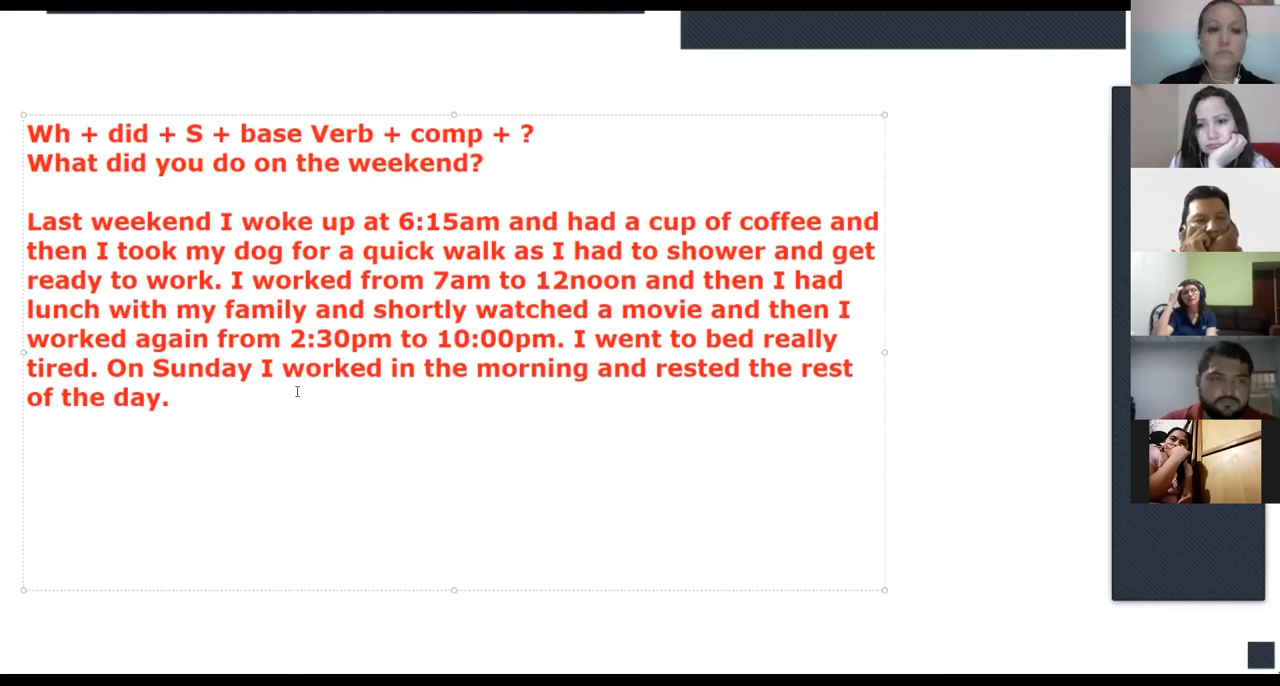 Wh + did + S + base Verb + comp + ?
What did you do on the weekend?
Last weekend I woke up at 6:15am and had a cup of coffee and
then I took my dog for a quick walk as I had to shower and get
ready to work. I worked from 7am to 12noon and then I had
lunch with my family and shortly watched a movie and then I
worked again from 2:30pm to 10:00pm. I went to bed really
tired. On Sunday I worked in the morning and rested the rest
of the day.